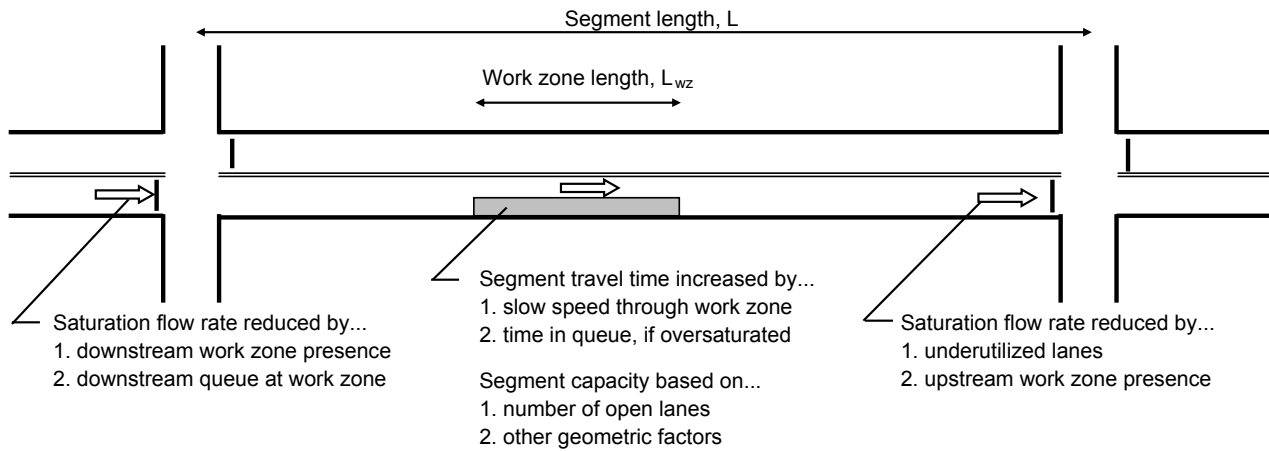 Segment length, L
Work zone length, Lwz
Saturation flow rate reduced by...
1. downstream work zone presence
2. downstream queue at work zone
Segment travel time increased by...
1. slow speed through work zone
2. time in queue, if oversaturated
Segment capacity based on...
1. number of open lanes
2. other geometric factors
Saturation flow rate reduced by...
1. underutilized lanes
2. upstream work zone presence